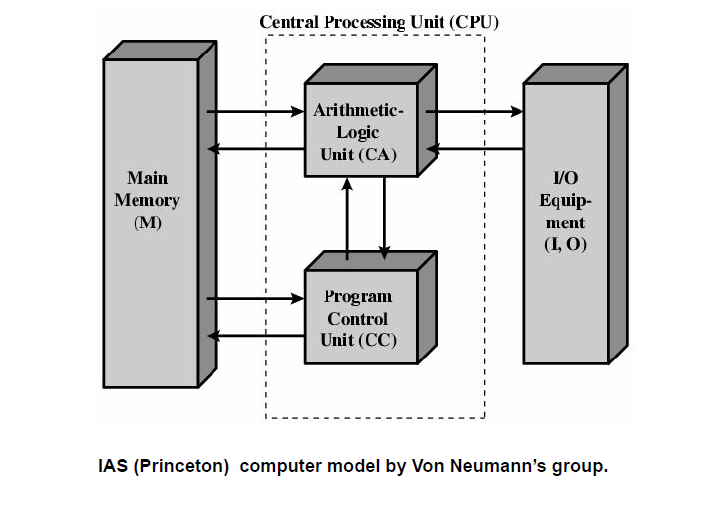 Central Processing Unit (CPU)
Arithmetic-
Logic
Unit (CA)
Main
Memory
(M)
I/O
Equip-
ment
(I, O)
Program
Control
Unit (CC)
IAS (Princeton) computer model by Von Neumann's group.